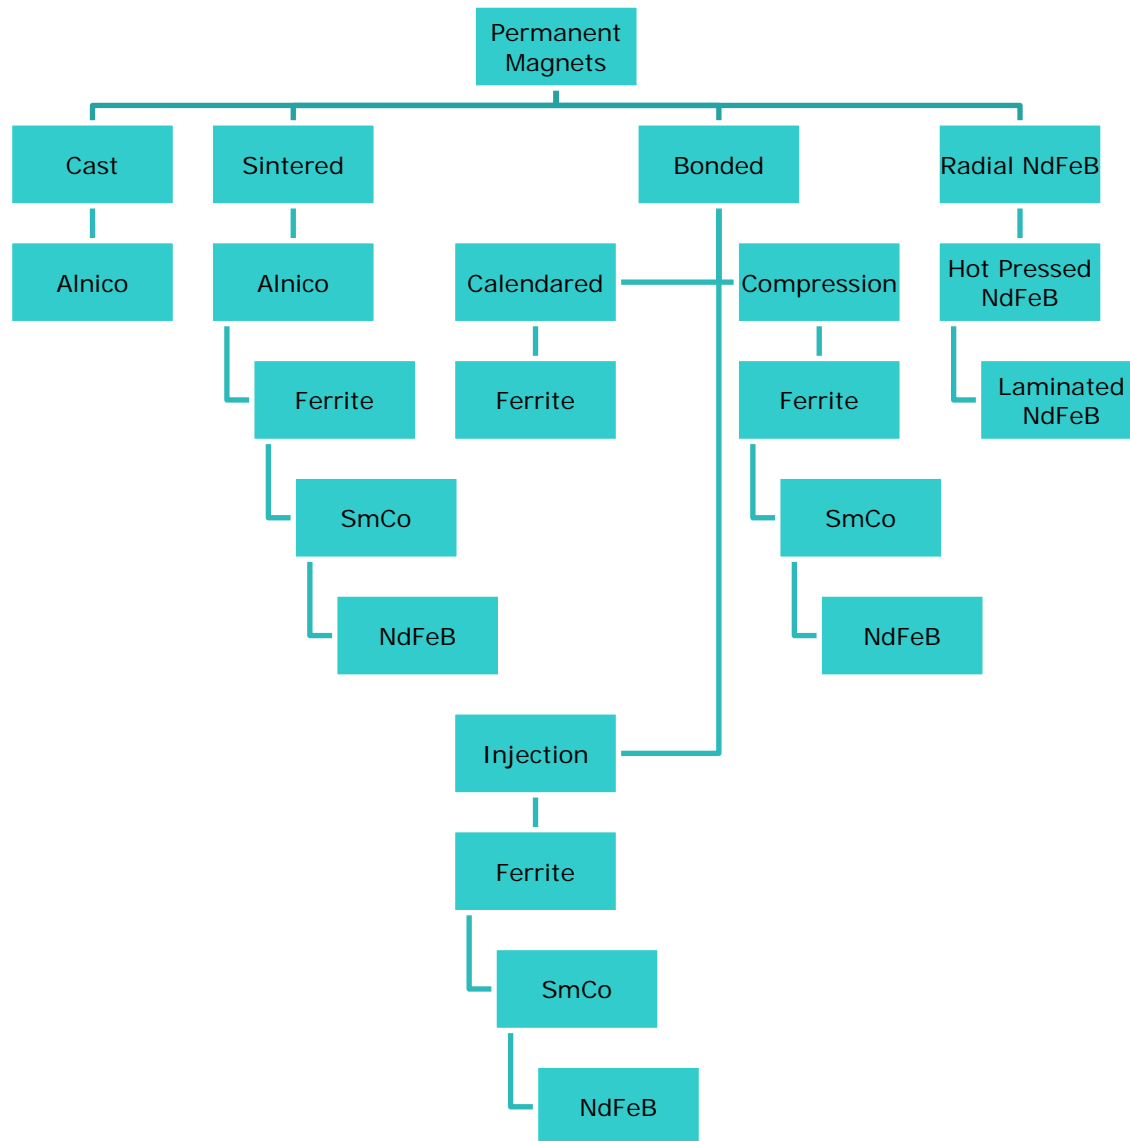 Permanent
Magnets
Cast
Sintered
Bonded
Radial NdFeB
Alnico
Alnico
Calendared
Compression
Hot Pressed
NdFeB
Ferrite
Ferrite
Ferrite
Laminated
NdFeB
SmCo
SmCo
NdFeB
NdFeB
Injection
Ferrite
SmCo
NdFeB